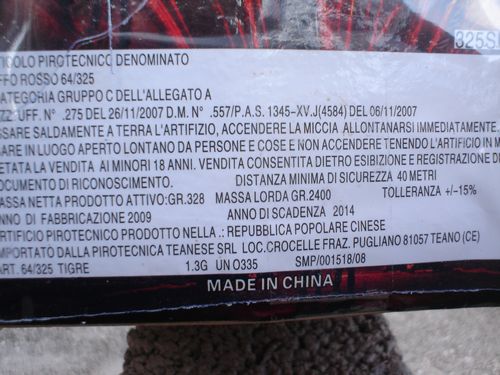 325S
TICOLO PIROTECNICO DENOMINATO
FFO ROSSO 64/325
CATEGORIA GRUPPO C DELL'ALLEGATO A
ZZ.UFF. N° .275 DEL 26/11/2007 D.M. N° .557/P.A.S. 1345-XV.J(4584) DEL 06/11/2007
SSARE SALDAMENTE A TERRA L'ARTIFIZIO, ACCENDERE LA MICCIA ALLONTANARSI IMMEDIATAMENTE.
SARE IN LUOGO APERTO LONTANO DA PERSONE E COSE E NON ACCENDERE TENENDO L'ARTIFICIO IN M
ETATA LA VENDITA AI MINORI 18 ANNI. VENDITA CONSENTITA DIETRO ESIBIZIONE E REGISTRAZIONE D
OCUMENTO DI RICONOSCIMENTO. DISTANZA MINIMA DI SICUREZZA 40 METRI
ASSA NETTA PRODOTTO ATTIVO:GR.328 MASSA LORDA GR.2400 TOLLERANZA +/-15%
NNO DI FABBRICAZIONE 2009 ANNO DI SCADENZA 2014
ARTIFICIO PIROTECNICO PRODOTTO NELLA .: REPUBBLICA POPOLARE CINESE
MPORTATO DALLA PIROTECNICA TEANESE SRL LOC.CROCELLE FRAZ. PUGLIANO 81057 TEANO (CE)
ART. 64/325 TIGRE 1.3G UN O335 SMP/001518/08
MADE IN CHINA